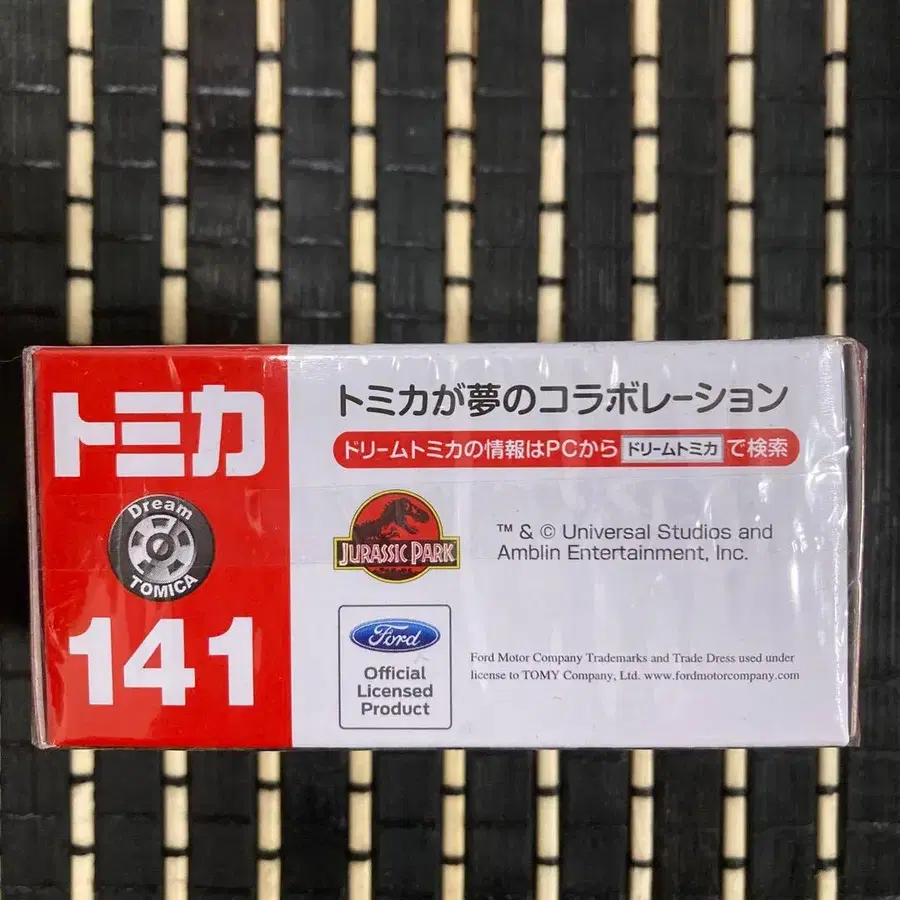 トミカ
Dream
TOMICA
141
トミカが夢のコラボレーション
ドリームトミカの情報はPCから ドリームトミカ で検索
JURASSIC PARK
™ & © Universal Studios and
Amblin Entertainment, Inc.
Ford
Official
Licensed
Product
Ford Motor Company Trademarks and Trade Dress used under
license to TOMY Company, Ltd. www.fordmotorcompany.com